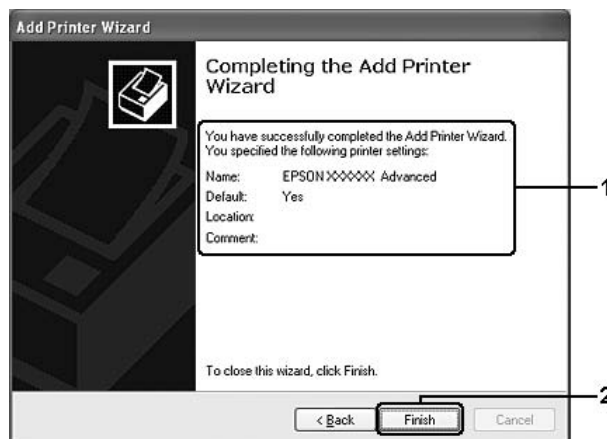 Add Printer Wizard
Completing the Add Printer
Wizard
You have successfully completed the Add Printer Wizard.
You specified the following printer settings:
Name: EPSON XXXXXX Advanced
Default: Yes
Location:
Comment:
1
To close this wizard, click Finish.
2
< Back Finish Cancel